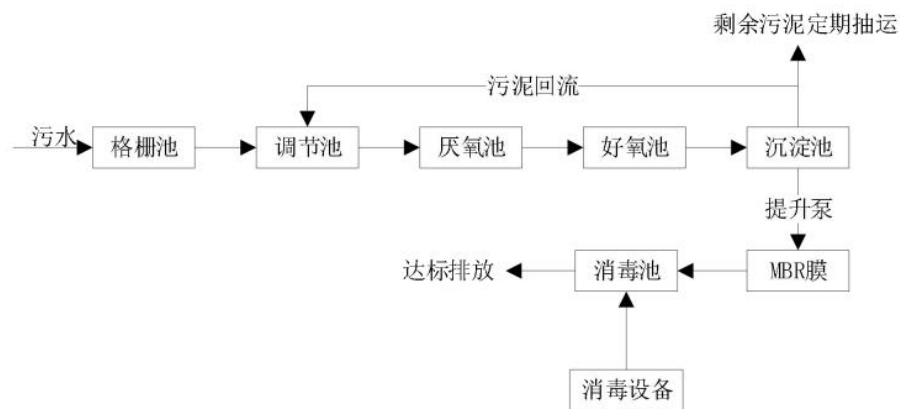 剩余污泥定期抽运
污泥回流
污水
格栅池
调节池
厌氧池
好氧池
沉淀池
提升泵
达标排放
消毒池
MBR膜
消毒设备